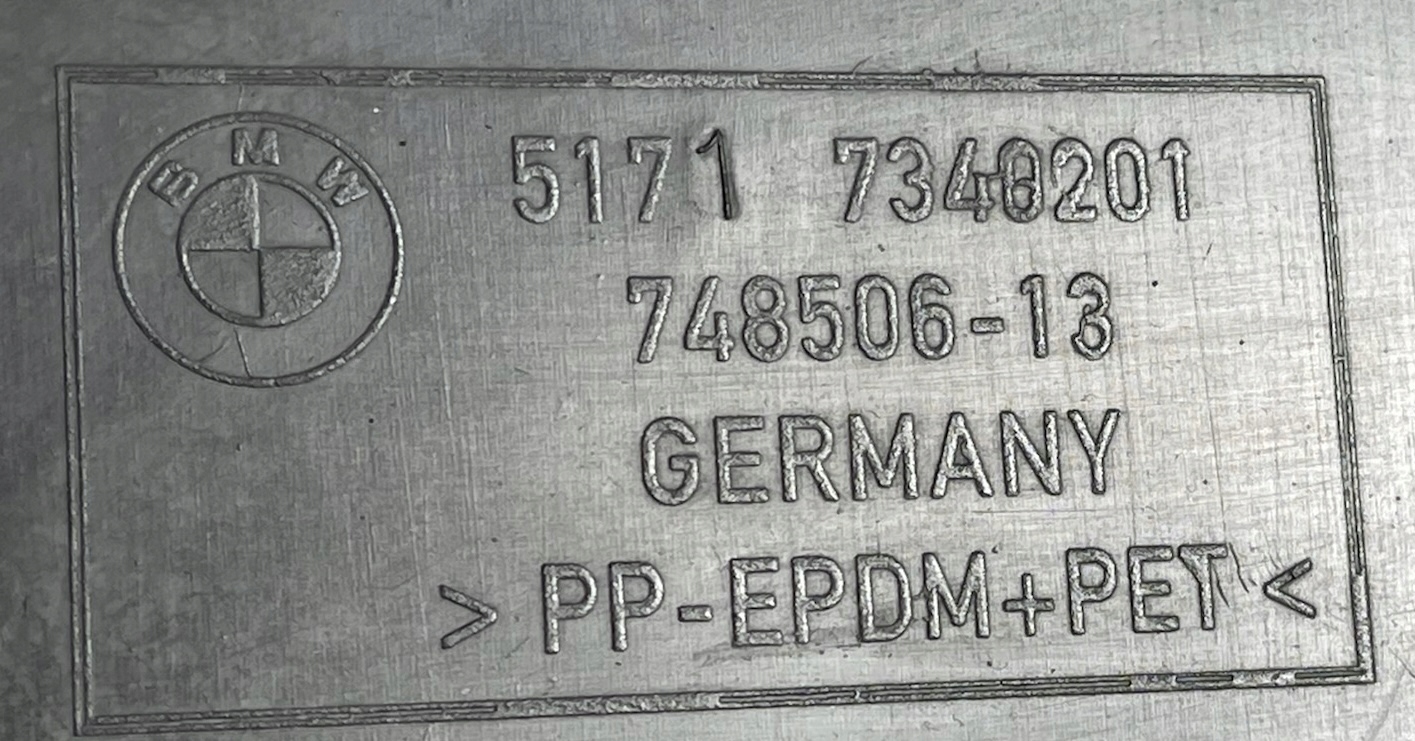 BMW
5171 7340201
748506-13
GERMANY
>PP-EPDM+PET<